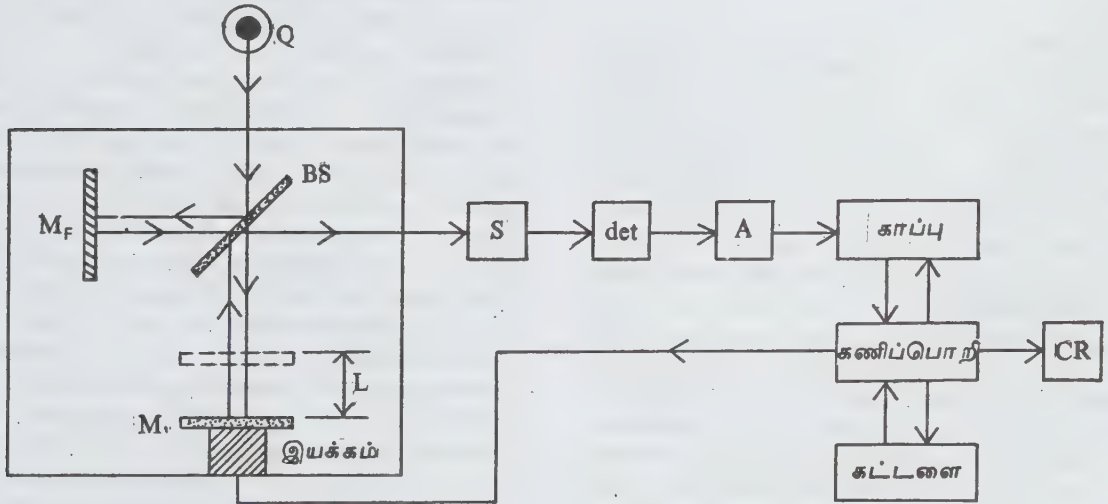 Q
BS
M_F
S
det
A
காப்பு
கணிப்பொறி
CR
L
M_v
இயக்கம்
கட்டளை